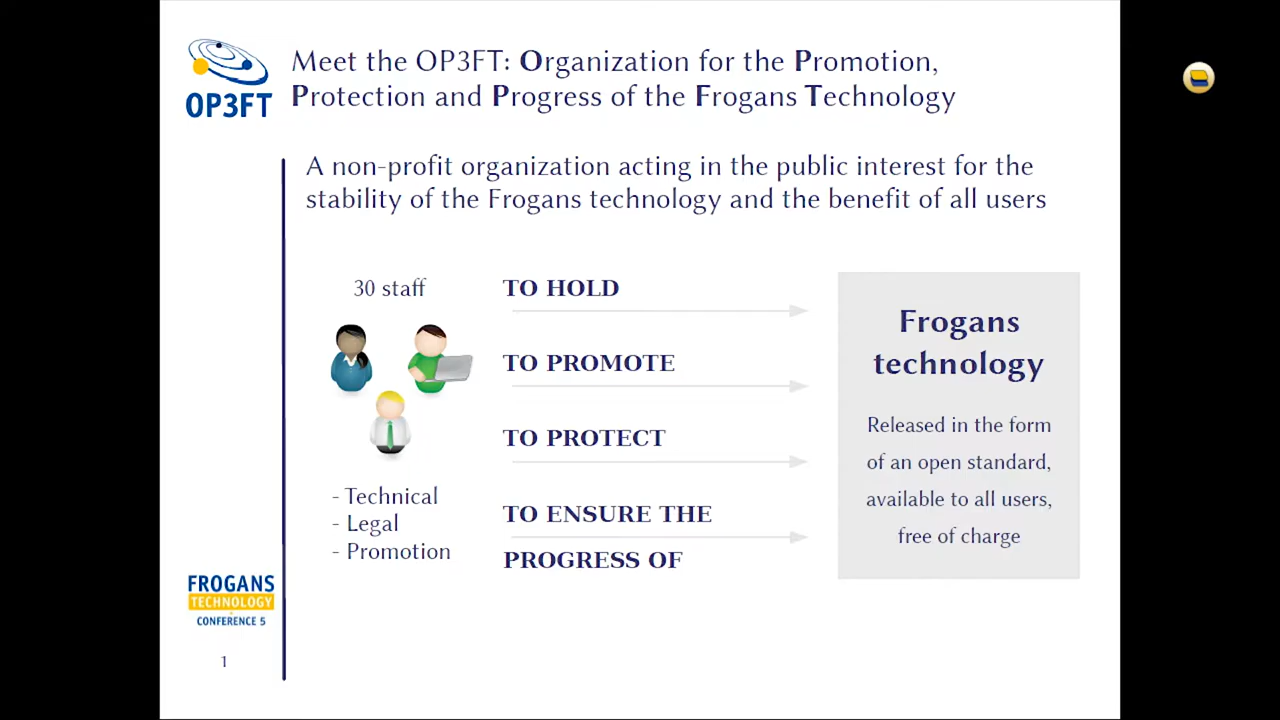 OP3FT
Meet the OP3FT: Organization for the Promotion,
Protection and Progress of the Frogans Technology
A non-profit organization acting in the public interest for the
stability of the Frogans technology and the benefit of all users
30 staff
- Technical
- Legal
- Promotion
TO HOLD
TO PROMOTE
TO PROTECT
TO ENSURE THE
PROGRESS OF
Frogans
technology
Released in the form
of an open standard,
available to all users,
free of charge
FROGANS
TECHNOLOGY
CONFERENCE 5
1